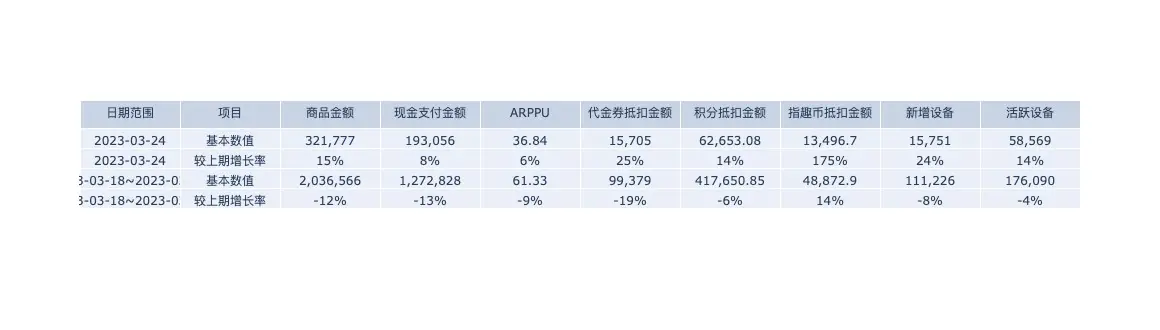 日期范围 项目 商品金额 现金支付金额 ARPPU 代金券抵扣金额 积分抵扣金额 指趣币抵扣金额 新增设备 活跃设备
2023-03-24 基本数值 321,777 193,056 36.84 15,705 62,653.08 13,496.7 15,751 58,569
2023-03-24 较上期增长率 15% 8% 6% 25% 14% 175% 24% 14%
3-03-18~2023-03 基本数值 2,036,566 1,272,828 61.33 99,379 417,650.85 48,872.9 111,226 176,090
3-03-18~2023-03 较上期增长率 -12% -13% -9% -19% -6% 14% -8% -4%